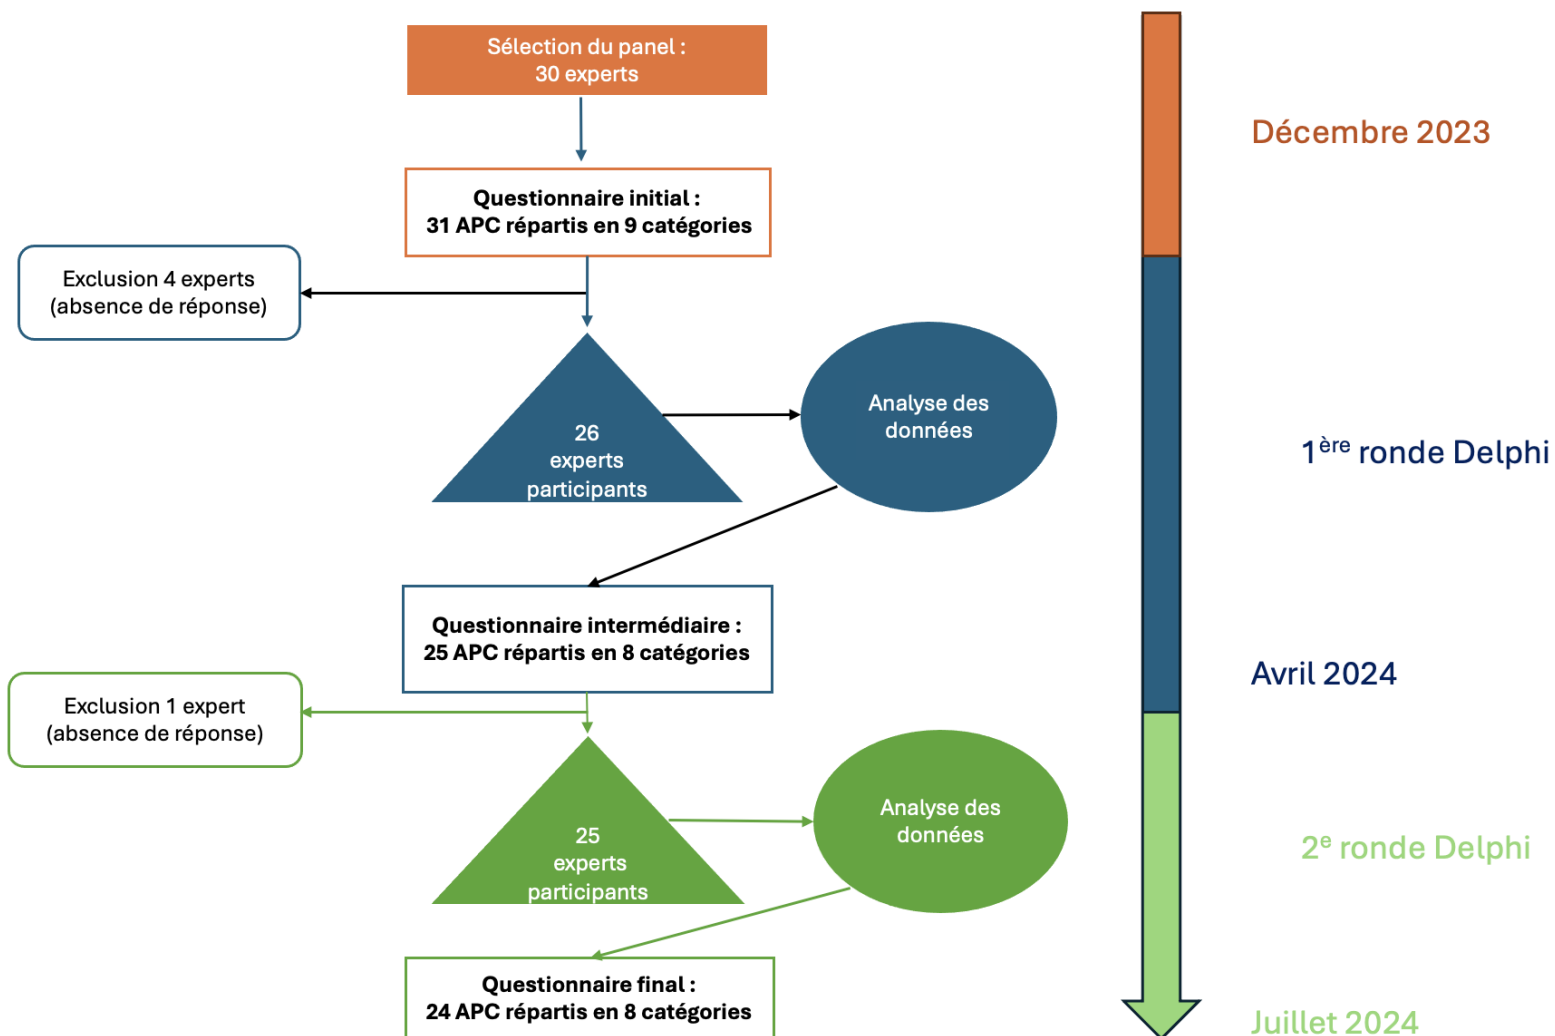 Sélection du panel :
30 experts
Décembre 2023
Questionnaire initial :
31 APC répartis en 9 catégories
Exclusion 4 experts
(absence de réponse)
26
experts
participants
Analyse des
données
1ère ronde Delphi
Questionnaire intermédiaire :
25 APC répartis en 8 catégories
Avril 2024
Exclusion 1 expert
(absence de réponse)
25
experts
participants
Analyse des
données
2e ronde Delphi
Questionnaire final :
24 APC répartis en 8 catégories
Juillet 2024